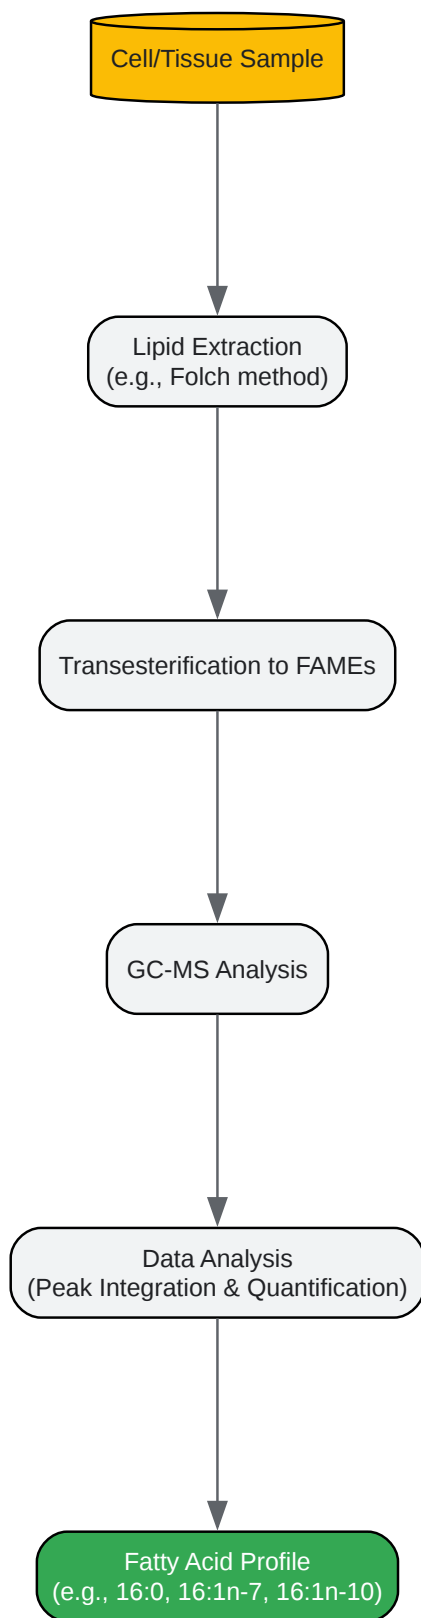 Cell/Tissue Sample
Lipid Extraction
(e.g., Folch method)
Transesterification to FAMEs
GC-MS Analysis
Data Analysis
(Peak Integration & Quantification)
Fatty Acid Profile
(e.g., 16:0, 16:1n-7, 16:1n-10)